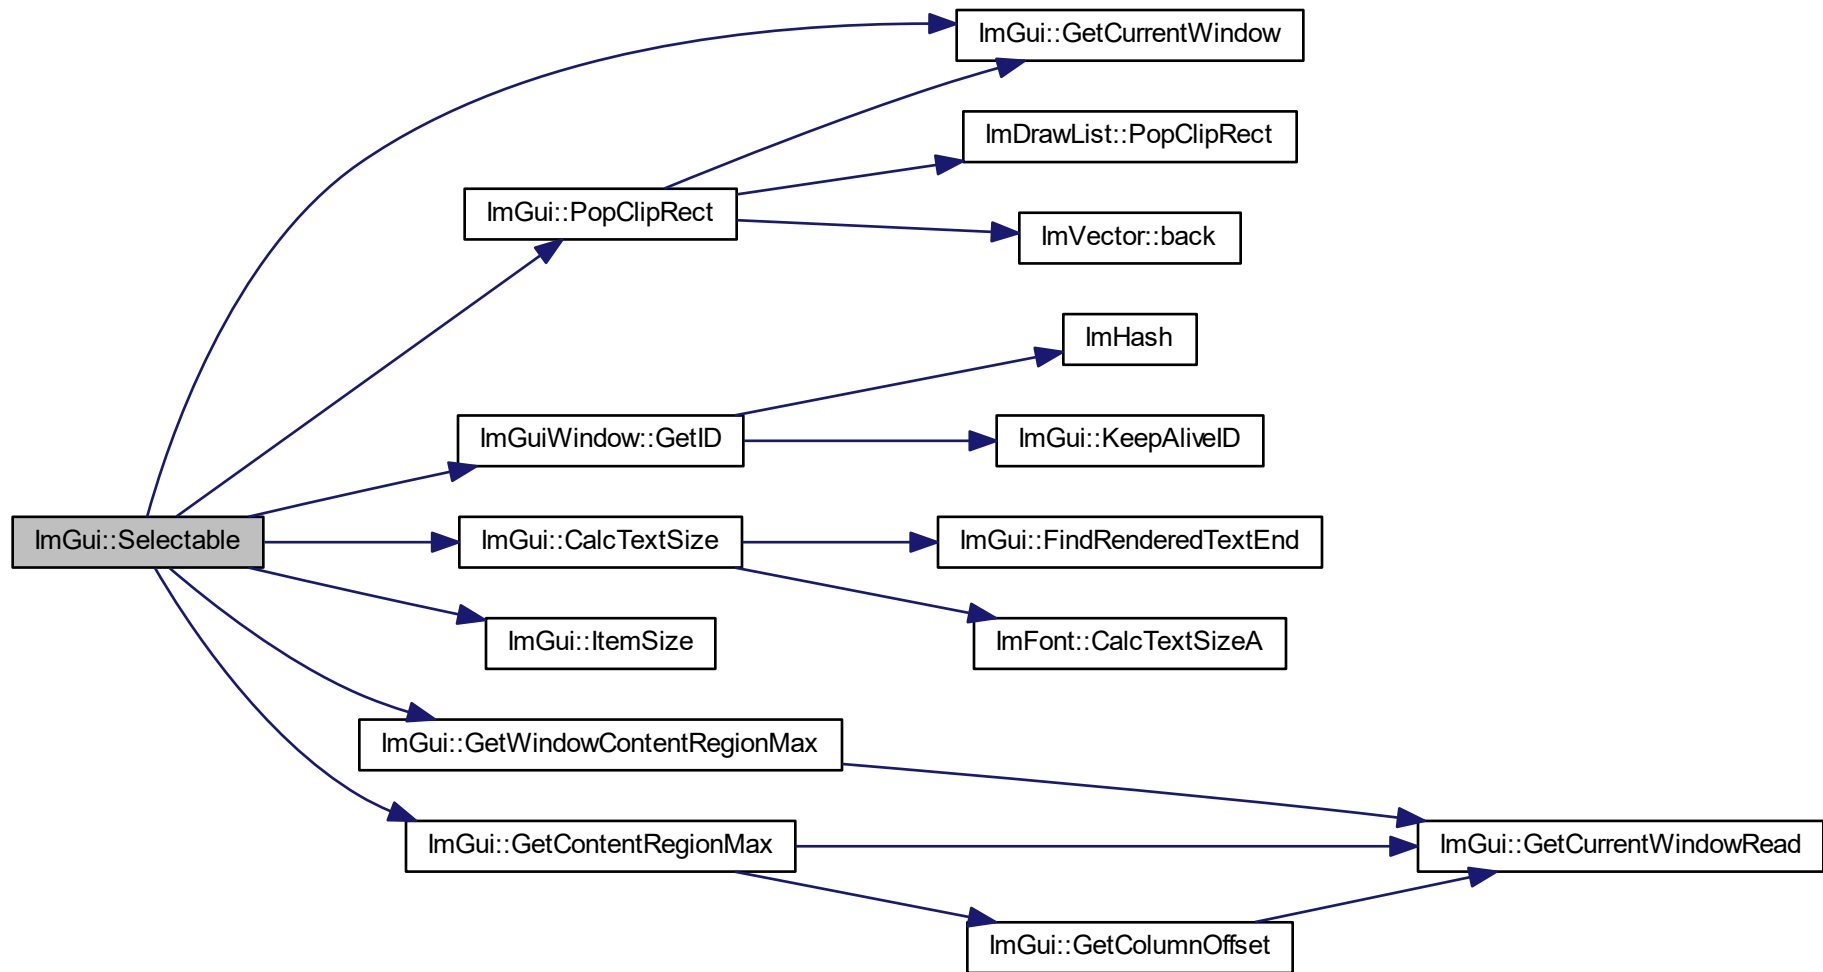 ImGui::GetCurrentWindow
ImDrawList::PopClipRect
ImGui::PopClipRect
ImVector::back
ImHash
ImGuiWindow::GetID
ImGui::KeepAliveID
ImGui::Selectable
ImGui::CalcTextSize
ImGui::FindRenderedTextEnd
ImGui::ItemSize
ImFont::CalcTextSizeA
ImGui::GetWindowContentRegionMax
ImGui::GetContentRegionMax
ImGui::GetCurrentWindowRead
ImGui::GetColumnOffset